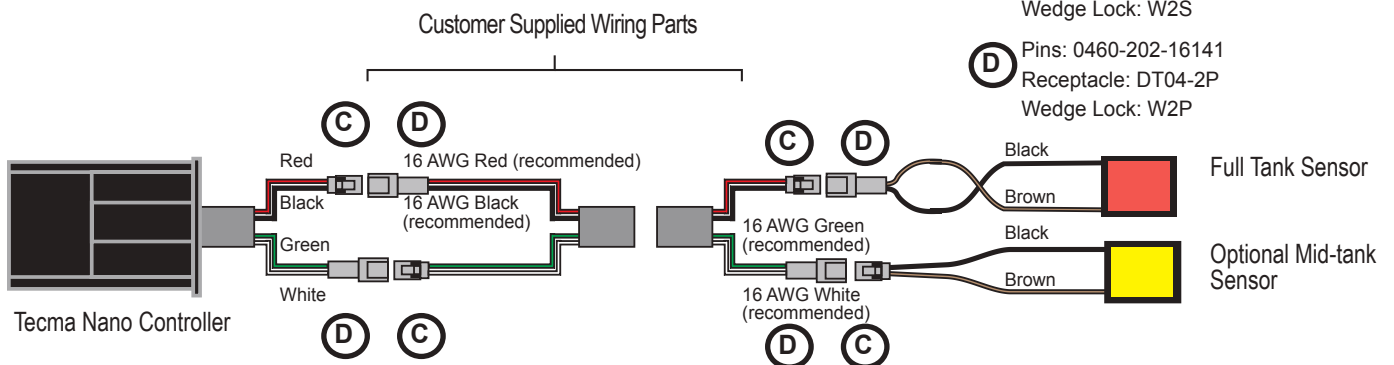 Wedge Lock: W2S
Customer Supplied Wiring Parts
D
Pins: 0460-202-16141
Receptacle: DT04-2P
Wedge Lock: W2P
C
D
C
D
Red
16 AWG Red (recommended)
Black
16 AWG Black
(recommended)
Green
White
Black
Brown
Full Tank Sensor
16 AWG Green
(recommended)
Black
Brown
Optional Mid-tank
Sensor
16 AWG White
(recommended)
Tecma Nano Controller
D
C
D
C